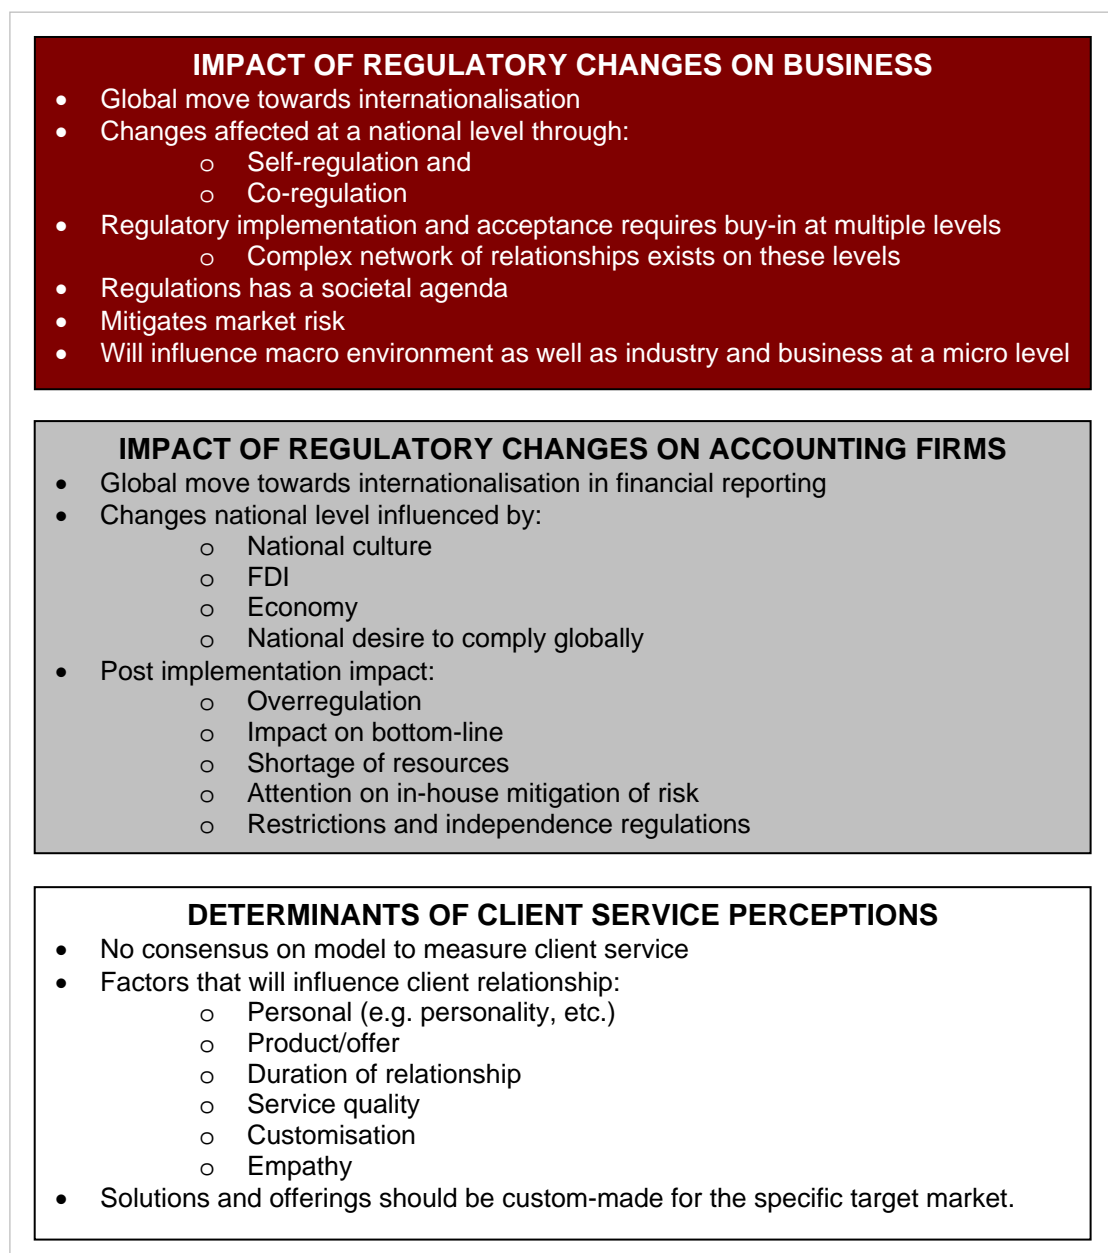 IMPACT OF REGULATORY CHANGES ON BUSINESS
• Global move towards internationalisation
• Changes affected at a national level through:
o Self-regulation and
o Co-regulation
• Regulatory implementation and acceptance requires buy-in at multiple levels
o Complex network of relationships exists on these levels
• Regulations has a societal agenda
• Mitigates market risk
• Will influence macro environment as well as industry and business at a micro level
IMPACT OF REGULATORY CHANGES ON ACCOUNTING FIRMS
• Global move towards internationalisation in financial reporting
• Changes national level influenced by:
o National culture
o FDI
o Economy
o National desire to comply globally
• Post implementation impact:
o Overregulation
o Impact on bottom-line
o Shortage of resources
o Attention on in-house mitigation of risk
o Restrictions and independence regulations
DETERMINANTS OF CLIENT SERVICE PERCEPTIONS
• No consensus on model to measure client service
• Factors that will influence client relationship:
o Personal (e.g. personality, etc.)
o Product/offer
o Duration of relationship
o Service quality
o Customisation
o Empathy
• Solutions and offerings should be custom-made for the specific target market.